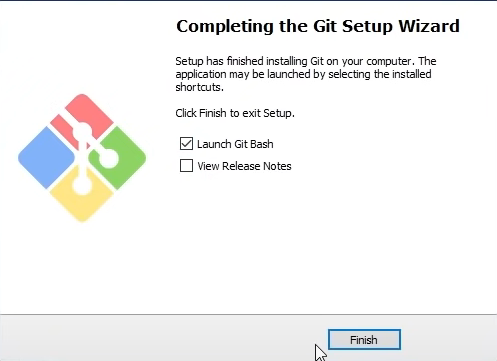 Completing the Git Setup Wizard
Setup has finished installing Git on your computer. The
application may be launched by selecting the installed
shortcuts.
Click Finish to exit Setup.
Launch Git Bash
View Release Notes
Finish